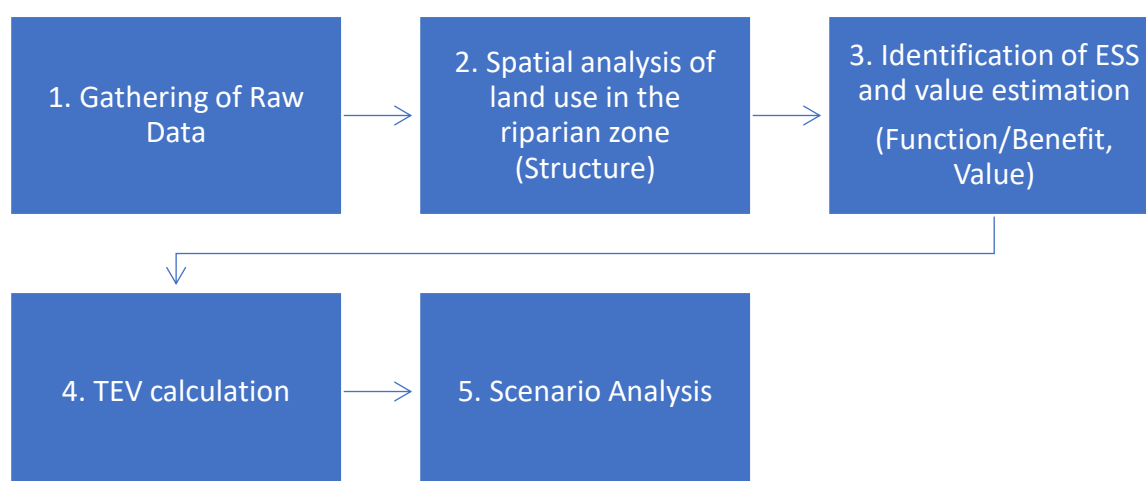 1. Gathering of Raw
Data
2. Spatial analysis of
land use in the
riparian zone
(Structure)
3. Identification of ESS
and value estimation
(Function/Benefit,
Value)
4. TEV calculation
5. Scenario Analysis